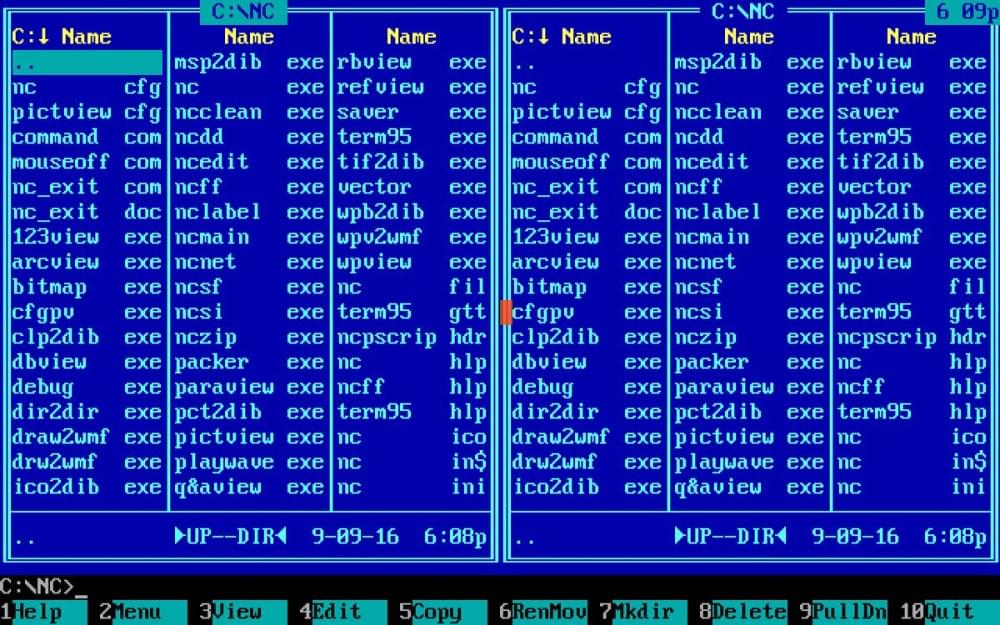 C:\NC C:\NC 6 09p
C:↓ Name Name Name C:↓ Name Name Name
.. msp2dib exe rbview exe .. msp2dib exe rbview exe
nc cfg nc exe refview exe nc cfg nc exe refview exe
pictview cfg ncclean exe saver exe pictview cfg ncclean exe saver exe
command com ncdd exe term95 exe command com ncdd exe term95 exe
mouseoff com ncedit exe tif2dib exe mouseoff com ncedit exe tif2dib exe
nc_exit com ncff exe vector exe nc_exit com ncff exe vector exe
nc_exit doc nclabel exe wpb2dib exe nc_exit doc nclabel exe wpb2dib exe
123view exe ncmain exe wpv2wmf exe 123view exe ncmain exe wpv2wmf exe
arcview exe ncnet exe wpview exe arcview exe ncnet exe wpview exe
bitmap exe ncsf exe nc fil bitmap exe ncsf exe nc fil
cfgpv exe ncsi exe term95 gtt cfgpv exe ncsi exe term95 gtt
clp2dib exe nczip exe ncpscrip hdr clp2dib exe nczip exe ncpscrip hdr
dbview exe packer exe nc hlp dbview exe packer exe nc hlp
debug exe paraview exe ncff hlp debug exe paraview exe ncff hlp
dir2dir exe pct2dib exe term95 hlp dir2dir exe pct2dib exe term95 hlp
draw2wmf exe pictview exe nc ico draw2wmf exe pictview exe nc ico
drw2wmf exe playwave exe nc in$ drw2wmf exe playwave exe nc in$
ico2dib exe q&aview exe nc ini ico2dib exe q&aview exe nc ini
.. ►UP--DIR◄ 9-09-16 6:08p .. ►UP--DIR◄ 9-09-16 6:08p
C:\NC>_
1Help 2Menu 3View 4Edit 5Copy 6RenMov 7Mkdir 8Delete 9PullDn 10Quit